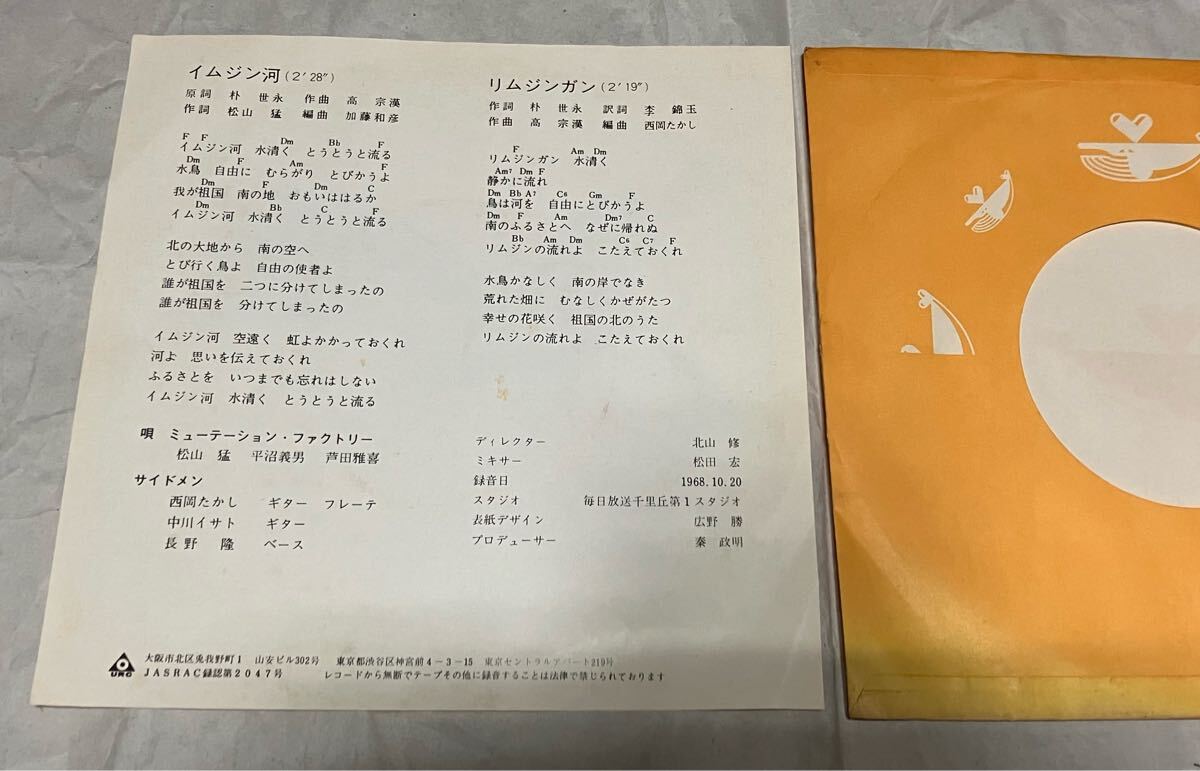 イムジン河(2'28")
原詞 朴 世永 作曲 高 宗漢
作詞 松山 猛 編曲 加藤和彦
F F Dm Bb F
イムジン河 水清く とうとうと流る
Dm F Am F
水鳥 自由に むらがり とびかうよ
Dm F Dm C
我が祖国 南の地 おもいははるか
Dm Bb C F
イムジン河 水清く とうとうと流る
北の大地から 南の空へ
とび行く鳥よ 自由の使者よ
誰が祖国を 二つに分けてしまったの
誰が祖国を 分けてしまったの
イムジン河 空遠く 虹よかかっておくれ
河よ 思いを伝えておくれ
ふるさとを いつまでも忘れはしない
イムジン河 水清く とうとうと流る
唄 ミューテーション・ファクトリー
松山 猛 平沼義男 芦田雅喜
サイドメン
西岡たかし ギター フレーテ
中川イサト ギター
長野 隆 ベース
リムジンガン(2'19")
作詞 朴 世永 訳詞 李 錦玉
作曲 高 宗漢 編曲 西岡たかし
F Am Dm
リムジンガン 水清く
Am7 Dm F
静かに流れ
Dm Bb A7 C6 Gm F
鳥は河を 自由にとびかうよ
Dm F Am Dm7 C
南のふるさとへ なぜに帰れぬ
Bb Am Dm C6 C7 F
リムジンの流れよ こたえておくれ
水鳥かなしく 南の岸でなき
荒れた畑に むなしくかぜがたつ
幸せの花咲く 祖国の北のうた
リムジンの流れよ こたえておくれ
ディレクター 北山 修
ミキサー 松田 宏
録音日 1968.10.20
スタジオ 毎日放送千里丘第1スタジオ
表紙デザイン 広野 勝
プロデューサー 秦 政明
URC
大阪市北区兎我野町1 山安ビル302号 東京都渋谷区神宮前4-3-15 東京セントラルアパート219号
JASRAC録認第2047号 レコードから無断でテープその他に録音することは法律で禁じられております